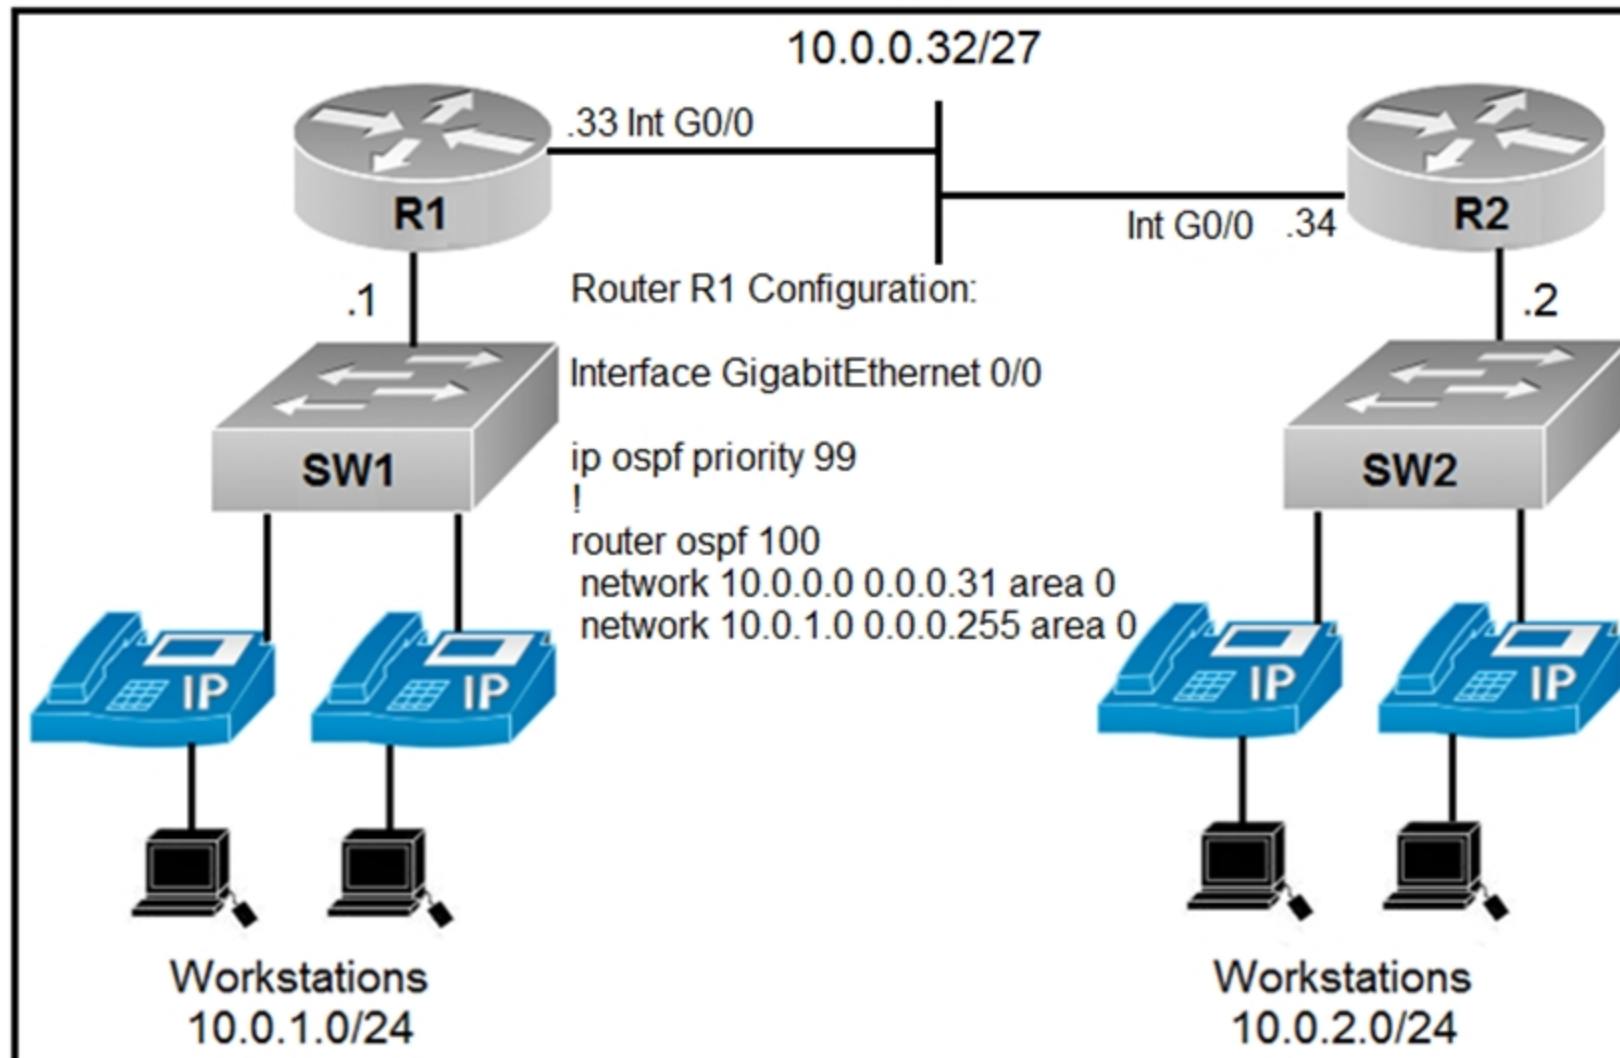 10.0.0.32/27
.33 Int G0/0
R1
Int G0/0 .34
R2
.1
.2
Router R1 Configuration:
Interface GigabitEthernet 0/0
ip ospf priority 99
!
router ospf 100
network 10.0.0.0 0.0.0.31 area 0
network 10.0.1.0 0.0.0.255 area 0
SW1
SW2
IP
IP
IP
IP
Workstations
10.0.1.0/24
Workstations
10.0.2.0/24